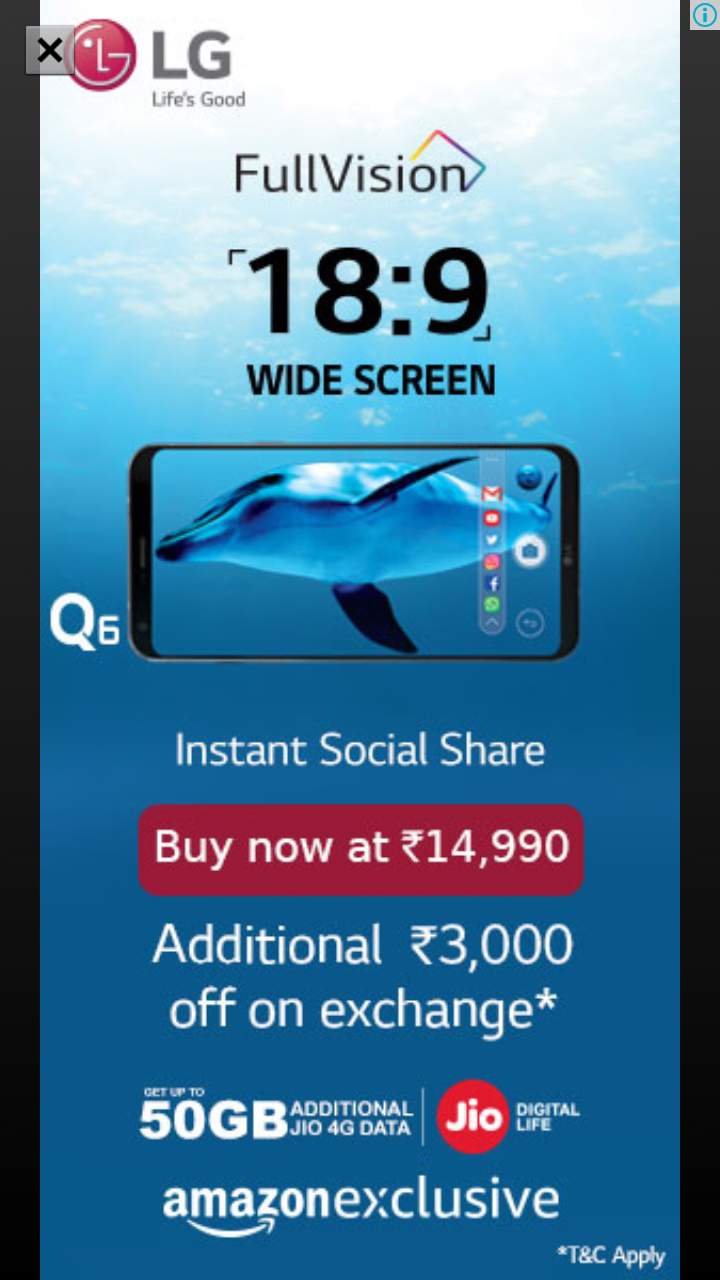 LG
Life's Good
FullVision
18:9
WIDE SCREEN
Q6
Instant Social Share
Buy now at ₹14,990
Additional ₹3,000
off on exchange*
GET UP TO
50GB ADDITIONAL
JIO 4G DATA
Jio DIGITAL
LIFE
amazonexclusive
*T&C Apply